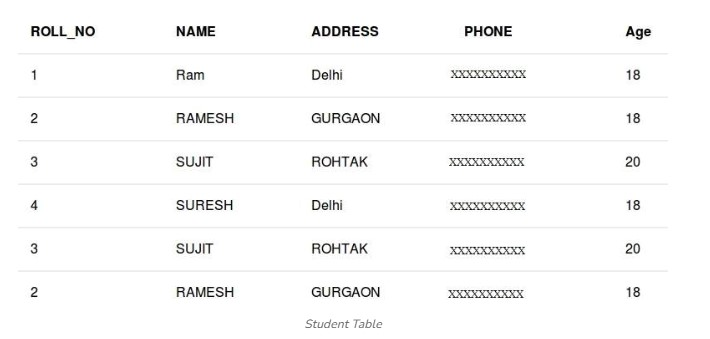 ROLL_NO NAME ADDRESS PHONE Age
1 Ram Delhi XXXXXXXXXX 18
2 RAMESH GURGAON XXXXXXXXXX 18
3 SUJIT ROHTAK XXXXXXXXXX 20
4 SURESH Delhi XXXXXXXXXX 18
3 SUJIT ROHTAK XXXXXXXXXX 20
2 RAMESH GURGAON XXXXXXXXXX 18
Student Table